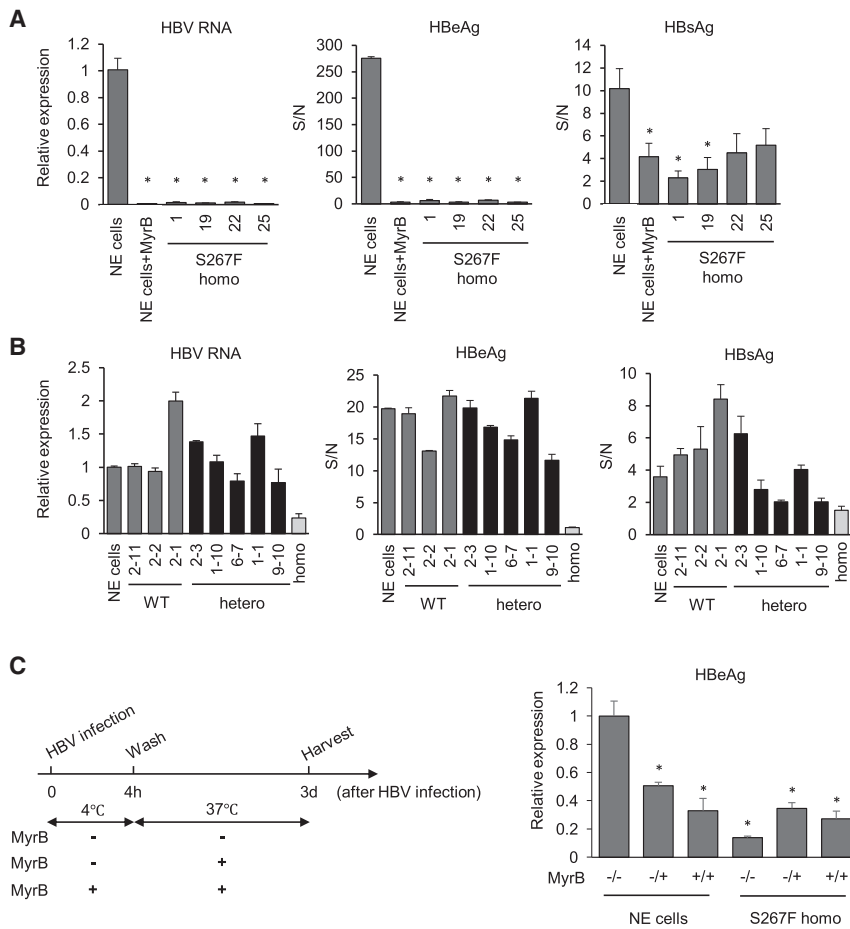 A
HBV RNA
Relative expression
1.2
1
0.8
0.6
0.4
0.2
0
* * * * *
NE cells
NE cells+MyrB
1
19
22
25
S267F
homo
HBeAg
S/N
300
250
200
150
100
50
0
* * * * *
NE cells
NE cells+MyrB
1
19
22
25
S267F
homo
HBsAg
S/N
14
12
10
8
6
4
2
0
* * *
NE cells
NE cells+MyrB
1
19
22
25
S267F
homo
B
HBV RNA
Relative expression
2.5
2
1.5
1
0.5
0
NE cells
2-11
2-2
2-1
2-3
1-10
6-7
1-1
9-10
homo
WT
hetero
HBeAg
S/N
25
20
15
10
5
0
NE cells
2-11
2-2
2-1
2-3
1-10
6-7
1-1
9-10
homo
WT
hetero
HBsAg
S/N
10
8
6
4
2
0
NE cells
2-11
2-2
2-1
2-3
1-10
6-7
1-1
9-10
homo
WT
hetero
C
HBV infection
Wash
Harvest
0 4h 3d (after HBV infection)
4℃ 37℃
MyrB - -
MyrB - +
MyrB + +
HBeAg
Relative expression
1.2
1
0.8
0.6
0.4
0.2
0
* * * * *
MyrB -/- -/+ +/+ -/- -/+ +/+
NE cells S267F homo